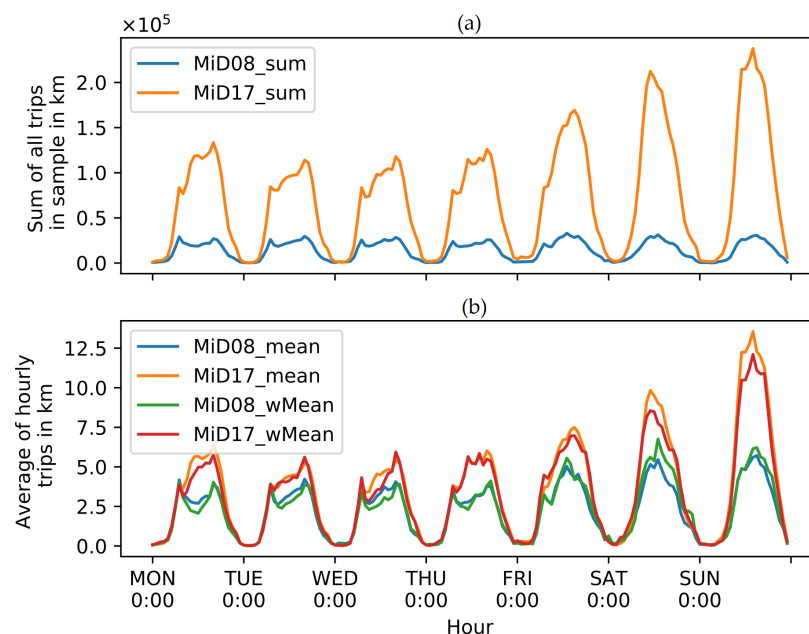 (a)
×10⁵
Sum of all trips
in sample in km
2.0
1.5
1.0
0.5
0.0
MiD08_sum
MiD17_sum
(b)
Average of hourly
trips in km
12.5
10.0
7.5
5.0
2.5
0.0
MiD08_mean
MiD17_mean
MiD08_wMean
MiD17_wMean
MON TUE WED THU FRI SAT SUN
0:00 0:00 0:00 0:00 0:00 0:00 0:00
Hour